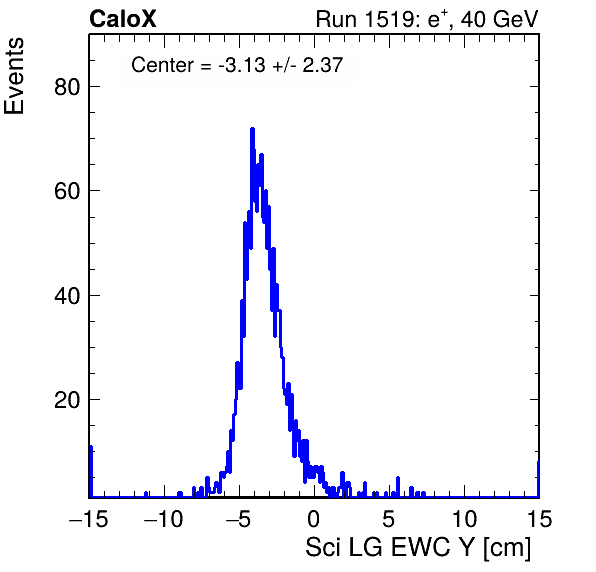 CaloX
Run 1519: e+, 40 GeV
Events
Center = -3.13 +/- 2.37
80
60
40
20
−15 −10 −5 0 5 10 15
Sci LG EWC Y [cm]